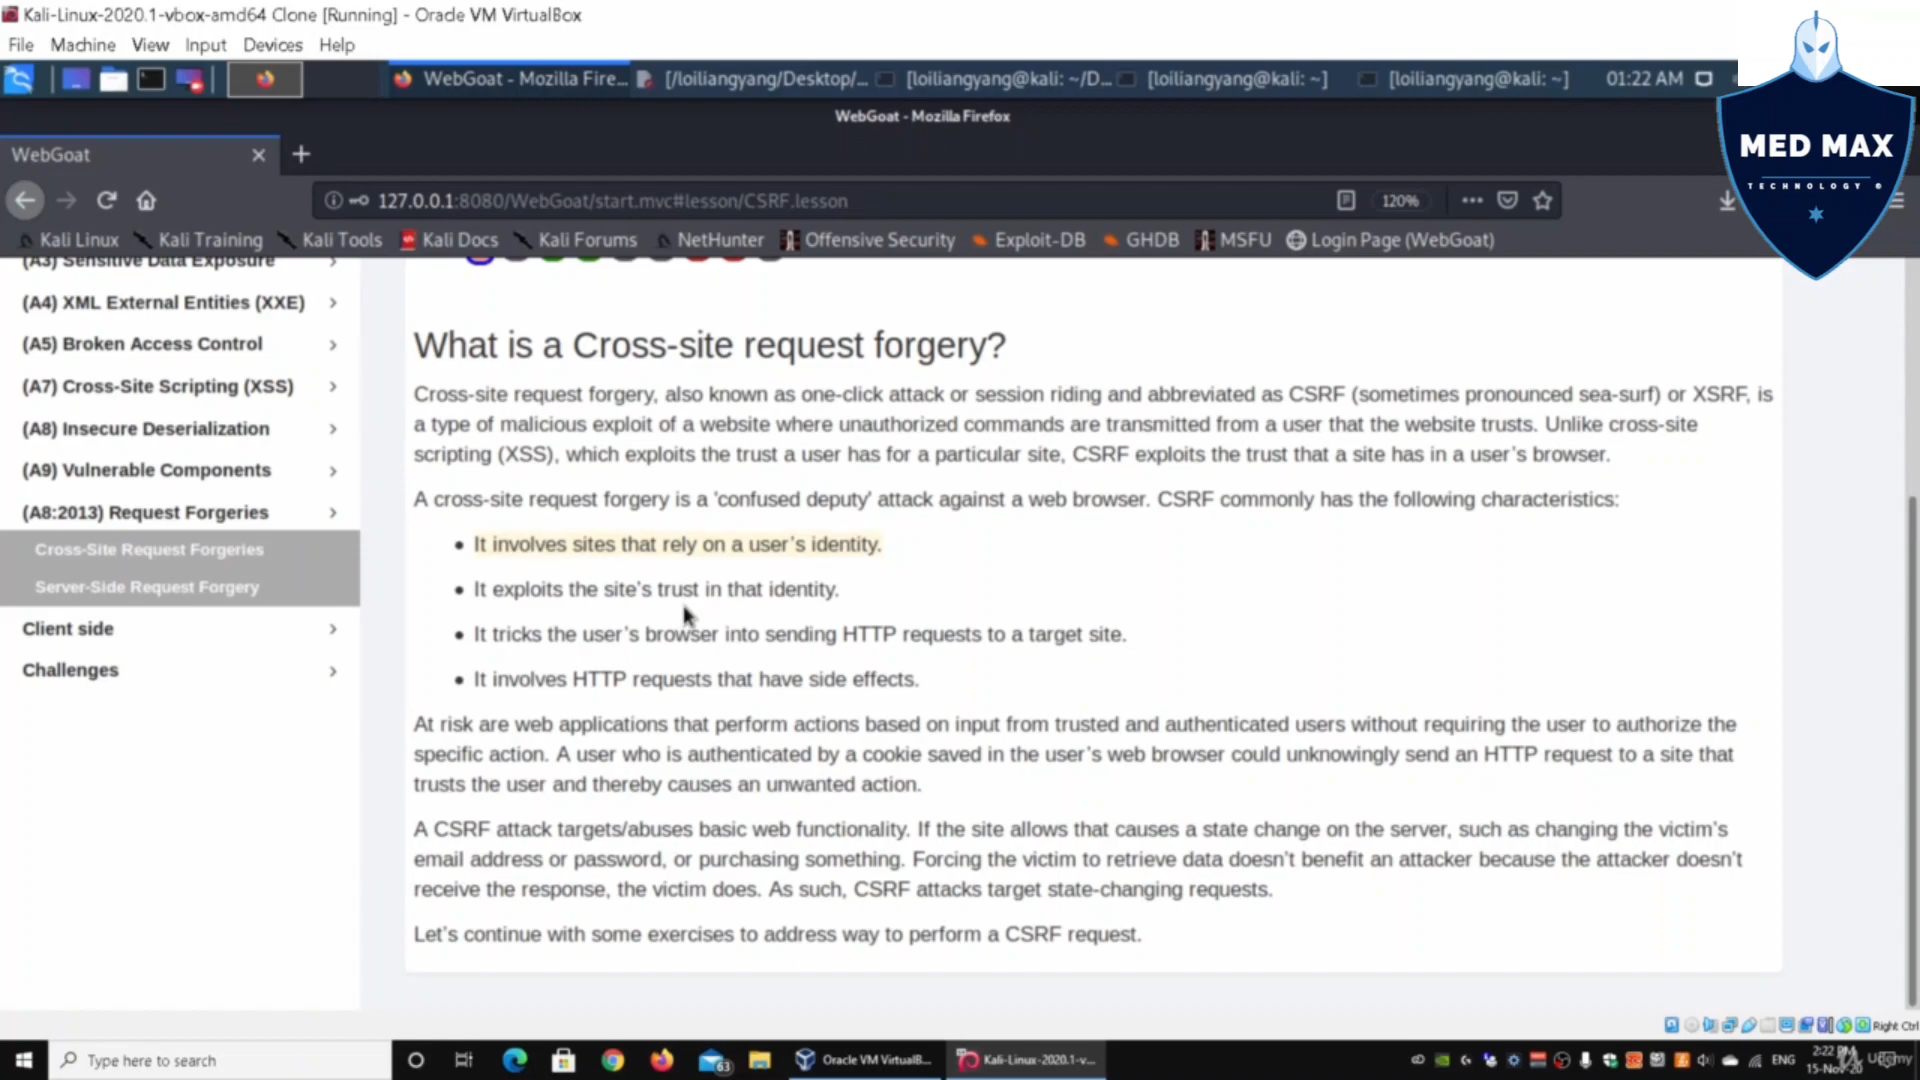 Kali-Linux-2020.1-vbox-amd64 Clone [Running] - Oracle VM VirtualBox
File Machine View Input Devices Help
WebGoat - Mozilla Fire... [/loiliangyang/Desktop/... [loiliangyang@kali: ~/D... [loiliangyang@kali: ~] [loiliangyang@kali: ~] 01:22 AM
WebGoat - Mozilla Firefox
MED MAX
TECHNOLOGY
WebGoat
127.0.0.1:8080/WebGoat/start.mvc#lesson/CSRF.lesson 120%
Kali Linux Kali Training Kali Tools Kali Docs Kali Forums NetHunter Offensive Security Exploit-DB GHDB MSFU Login Page (WebGoat)
(A3) Sensitive Data Exposure
(A4) XML External Entities (XXE)
(A5) Broken Access Control
(A7) Cross-Site Scripting (XSS)
(A8) Insecure Deserialization
(A9) Vulnerable Components
(A8:2013) Request Forgeries
Cross-Site Request Forgeries
Server-Side Request Forgery
Client side
Challenges
What is a Cross-site request forgery?
Cross-site request forgery, also known as one-click attack or session riding and abbreviated as CSRF (sometimes pronounced sea-surf) or XSRF, is
a type of malicious exploit of a website where unauthorized commands are transmitted from a user that the website trusts. Unlike cross-site
scripting (XSS), which exploits the trust a user has for a particular site, CSRF exploits the trust that a site has in a user's browser.
A cross-site request forgery is a 'confused deputy' attack against a web browser. CSRF commonly has the following characteristics:
• It involves sites that rely on a user's identity.
• It exploits the site's trust in that identity.
• It tricks the user's browser into sending HTTP requests to a target site.
• It involves HTTP requests that have side effects.
At risk are web applications that perform actions based on input from trusted and authenticated users without requiring the user to authorize the
specific action. A user who is authenticated by a cookie saved in the user's web browser could unknowingly send an HTTP request to a site that
trusts the user and thereby causes an unwanted action.
A CSRF attack targets/abuses basic web functionality. If the site allows that causes a state change on the server, such as changing the victim's
email address or password, or purchasing something. Forcing the victim to retrieve data doesn't benefit an attacker because the attacker doesn't
receive the response, the victim does. As such, CSRF attacks target state-changing requests.
Let's continue with some exercises to address way to perform a CSRF request.
Right Ctrl
Type here to search 63 Oracle VM VirtualB... Kali-Linux-2020.1-v... ENG 2:22 PM
15-Nov-20
Udemy